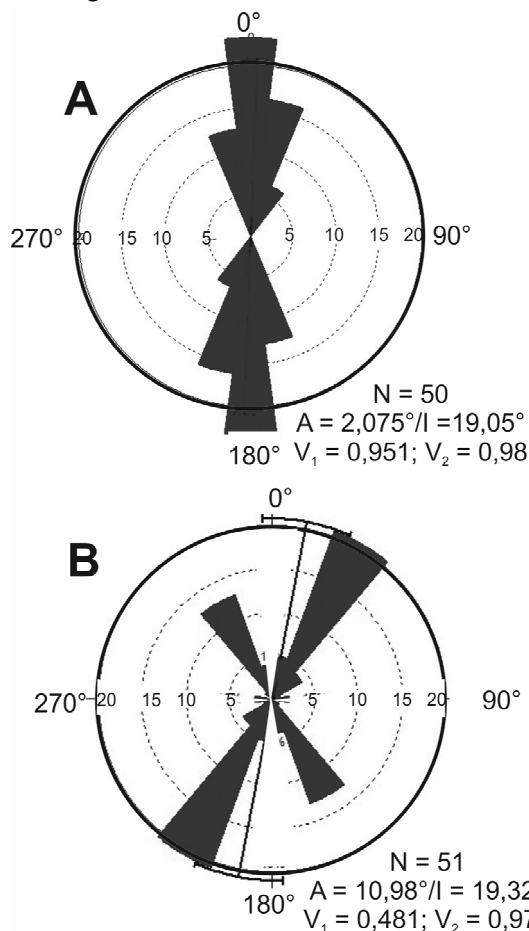 0°
A
270° 20 15 10 5 5 10 15 20 90°
N = 50
A = 2,075°/I =19,05°
180° V₁ = 0,951; V₂ = 0,98
0°
B
270° 20 15 10 5 5 10 15 20 90°
N = 51
180° A = 10,98°/I = 19,32
V₁ = 0,481; V₂ = 0,97